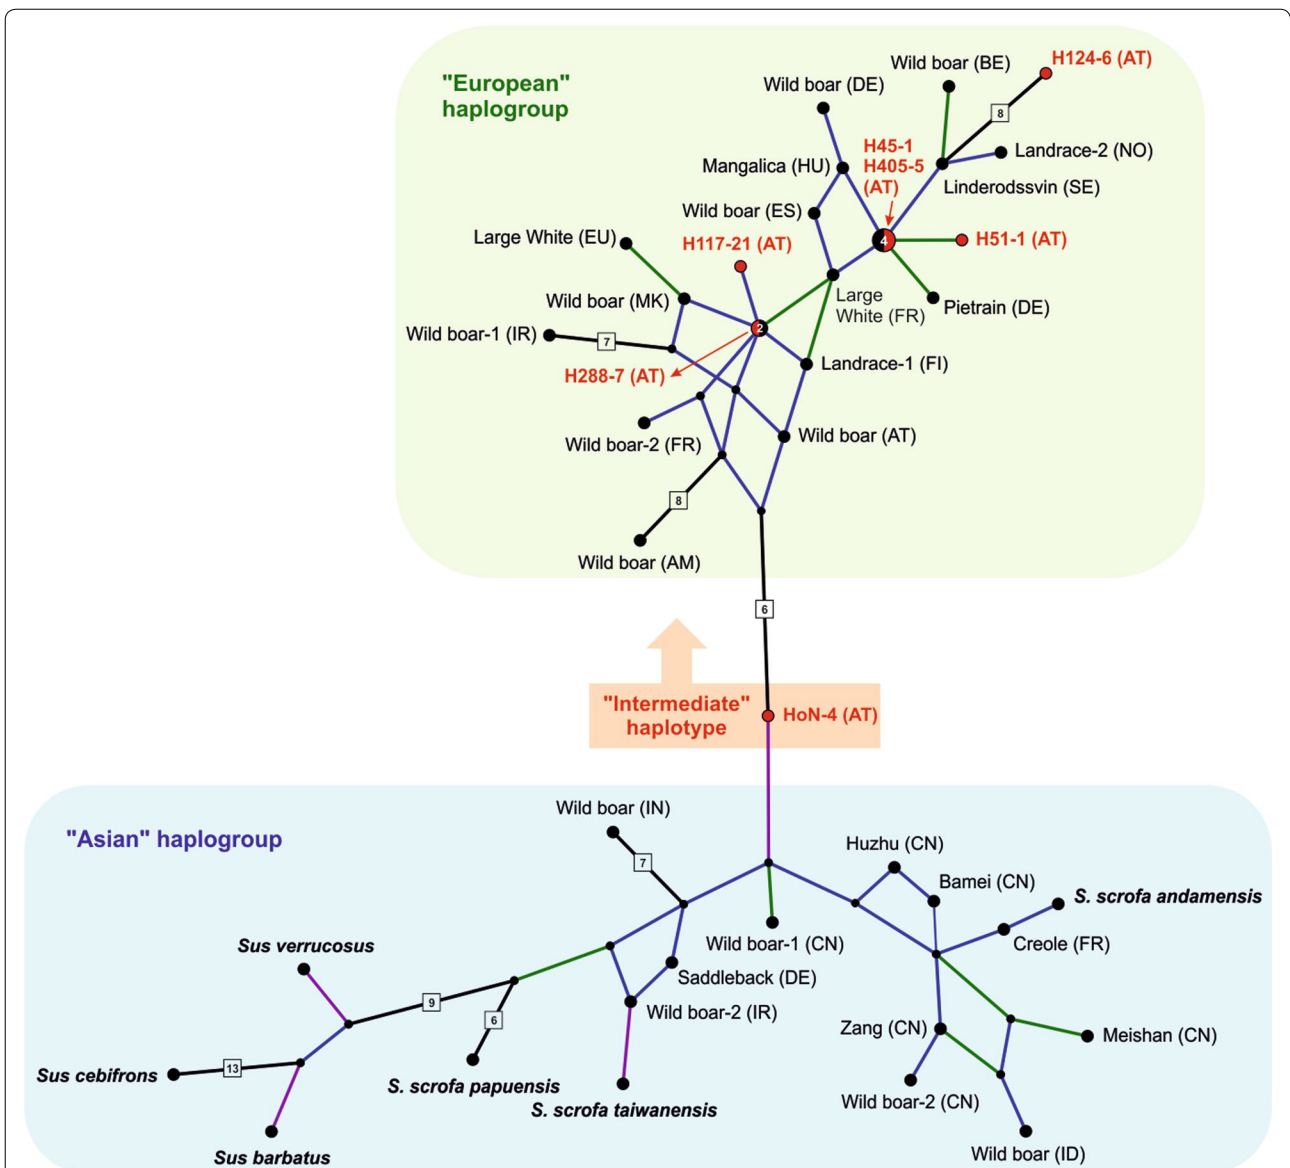 "European"
haplogroup
Wild boar (BE)
H124-6 (AT)
Wild boar (DE)
8
H45-1
H405-5
(AT)
Landrace-2 (NO)
Mangalica (HU)
Linderodssvin (SE)
Wild boar (ES)
Large White (EU)
H117-21 (AT)
4
H51-1 (AT)
Wild boar (MK)
Large
White (FR)
Pietrain (DE)
Wild boar-1 (IR)
7
2
H288-7 (AT)
Landrace-1 (FI)
Wild boar-2 (FR)
Wild boar (AT)
8
Wild boar (AM)
6
"Intermediate"
haplotype
HoN-4 (AT)
"Asian" haplogroup
Wild boar (IN)
7
Huzhu (CN)
Bamei (CN)
S. scrofa andamensis
Wild boar-1 (CN)
Creole (FR)
Sus verrucosus
Saddleback (DE)
9
Wild boar-2 (IR)
6
Zang (CN)
Meishan (CN)
Sus cebifrons
13
S. scrofa papuensis
S. scrofa taiwanensis
Wild boar-2 (CN)
Sus barbatus
Wild boar (ID)